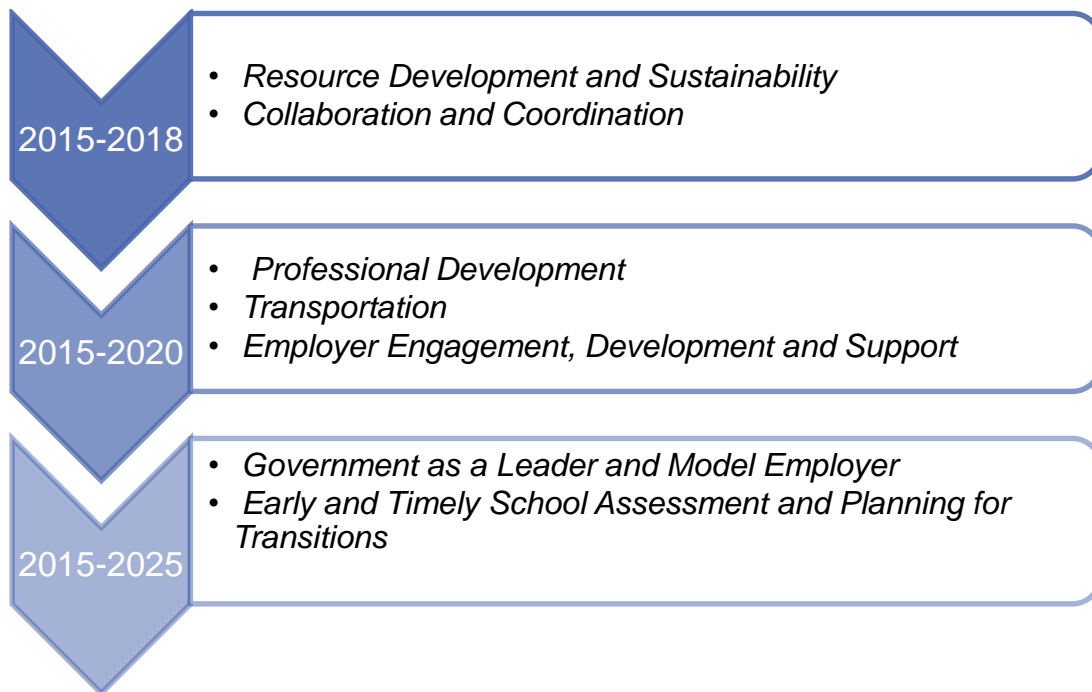 2015-2018
• Resource Development and Sustainability
• Collaboration and Coordination
2015-2020
• Professional Development
• Transportation
• Employer Engagement, Development and Support
2015-2025
• Government as a Leader and Model Employer
• Early and Timely School Assessment and Planning for
Transitions